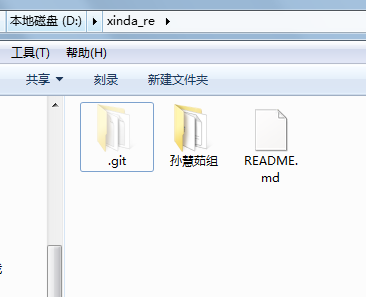 本地磁盘 (D:) xinda_re
工具(T) 帮助(H)
共享 刻录 新建文件夹
.git 孙慧茹组 README.
md